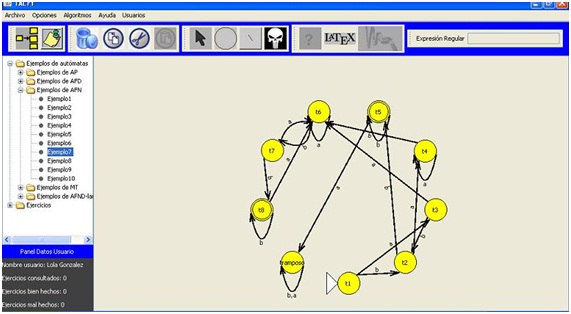 TALFI
Archivo Opciones Algoritmos Ayuda Usuarios
? LATEX Expresión Regular
Ejemplos de autómatas
Ejemplos de AP
Ejemplos de AFD
Ejemplos de AFN
Ejemplo1
Ejemplo2
Ejemplo3
Ejemplo4
Ejemplo5
Ejemplo6
Ejemplo7
Ejemplo8
Ejemplo9
Ejemplo10
Ejemplos de MT
Ejemplos de AFND-la
Ejercicios
Panel Datos Usuario
Nombre usuario: Lola Gonzalez
Ejercicios consultados: 0
Ejercicios bien hechos: 0
Ejercicios mal hechos: 0
t6
t5
a
b
t7
t4
a
t8
t3
b
tramposo
t2
b
t1
b,a